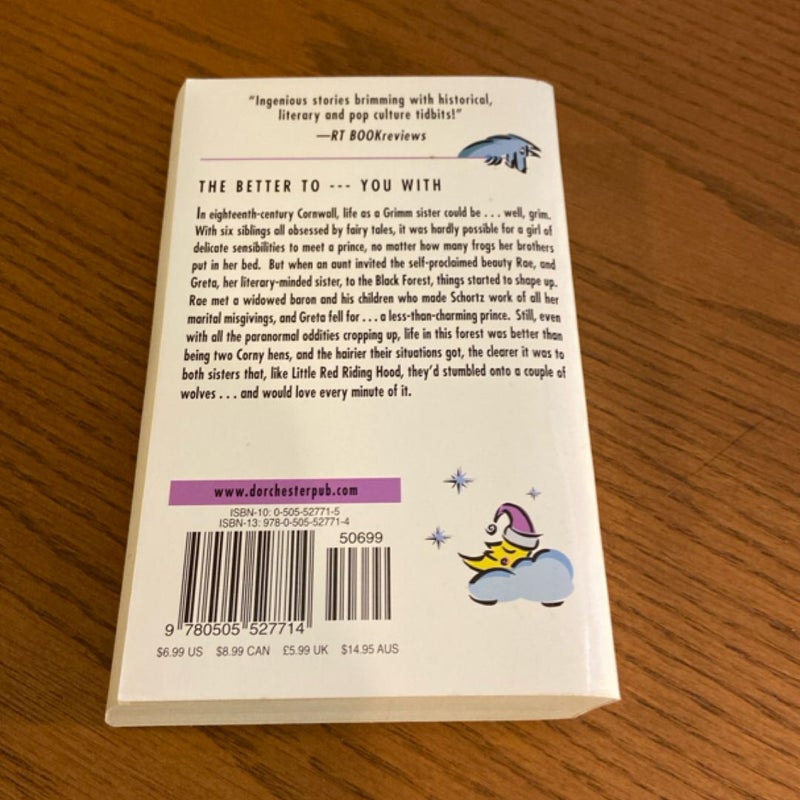 "Ingenious stories brimming with historical,
literary and pop culture tidbits!"
—RT BOOKreviews
THE BETTER TO --- YOU WITH
In eighteenth-century Cornwall, life as a Grimm sister could be . . . well, grim.
With six siblings all obsessed by fairy tales, it was hardly possible for a girl of
delicate sensibilities to meet a prince, no matter how many frogs her brothers
put in her bed. But when an aunt invited the self-proclaimed beauty Rae, and
Greta, her literary-minded sister, to the Black Forest, things started to shape up.
Rae met a widowed baron and his children who made Schortz work of all her
marital misgivings, and Greta fell for . . . a less-than-charming prince. Still, even
with all the paranormal oddities cropping up, life in this forest was better than
being two Corny hens, and the hairier their situations got, the clearer it was to
both sisters that, like Little Red Riding Hood, they'd stumbled onto a couple of
wolves . . . and would love every minute of it.
www.dorchesterpub.com
ISBN-10: 0-505-52771-5
ISBN-13: 978-0-505-52771-4
50699
9 780505 527714
$6.99 US $8.99 CAN £5.99 UK $14.95 AUS